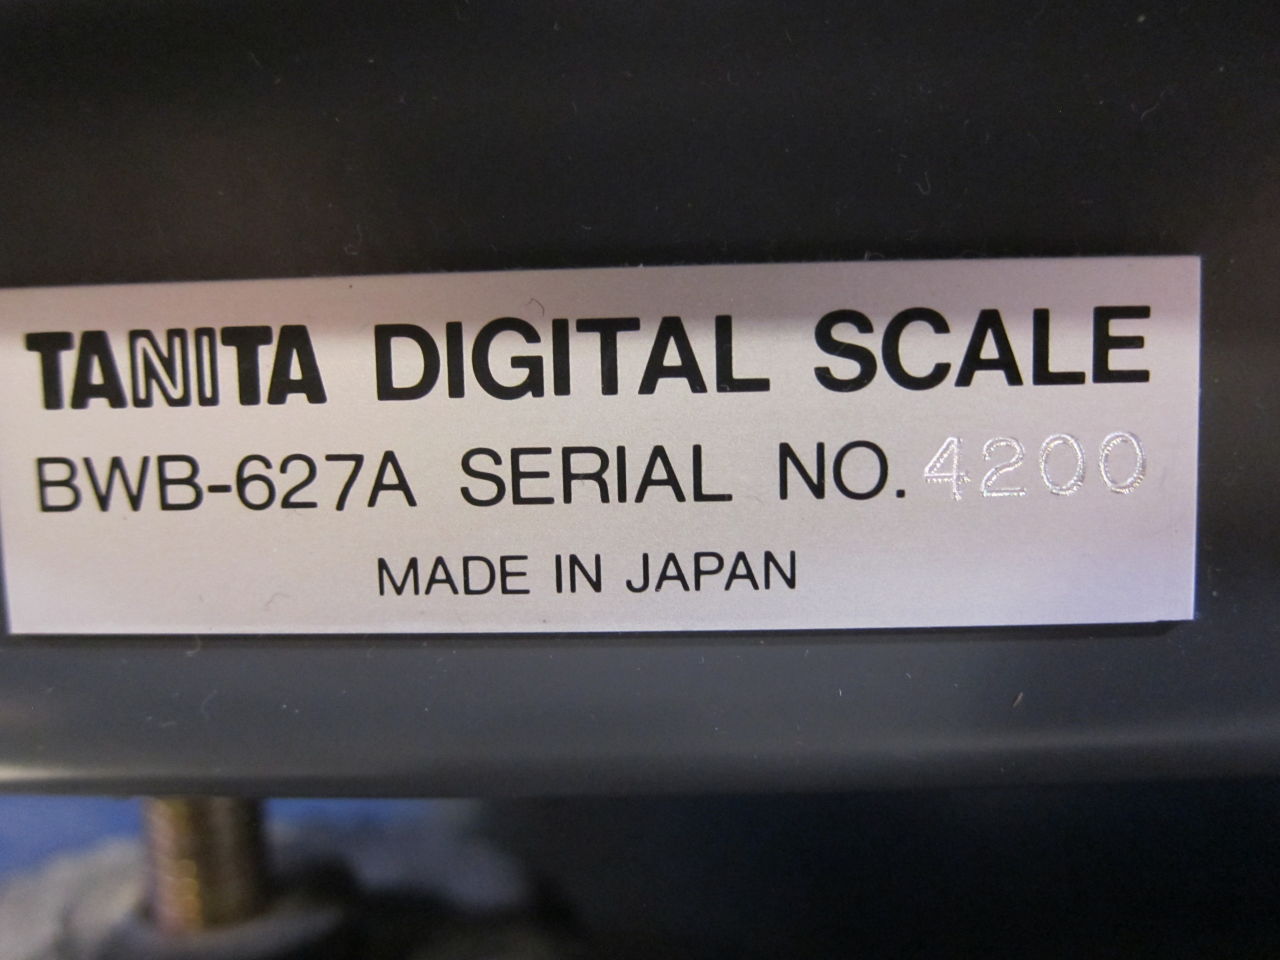 TANITA DIGITAL SCALE
BWB-627A SERIAL NO. 4200
MADE IN JAPAN